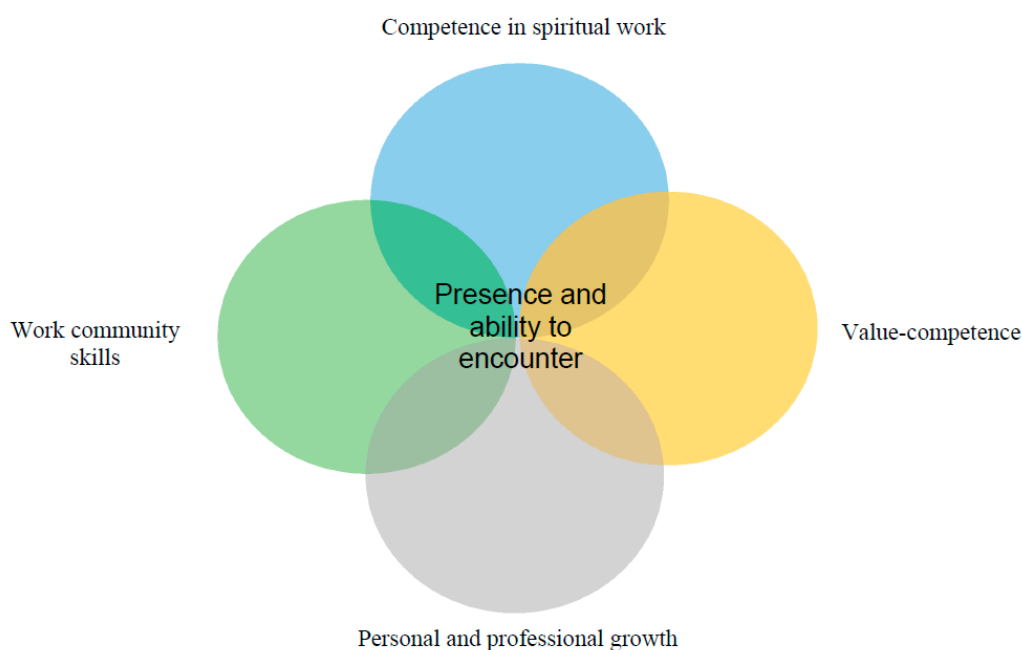 Competence in spiritual work
Presence and
ability to
encounter
Work community
skills
Value-competence
Personal and professional growth